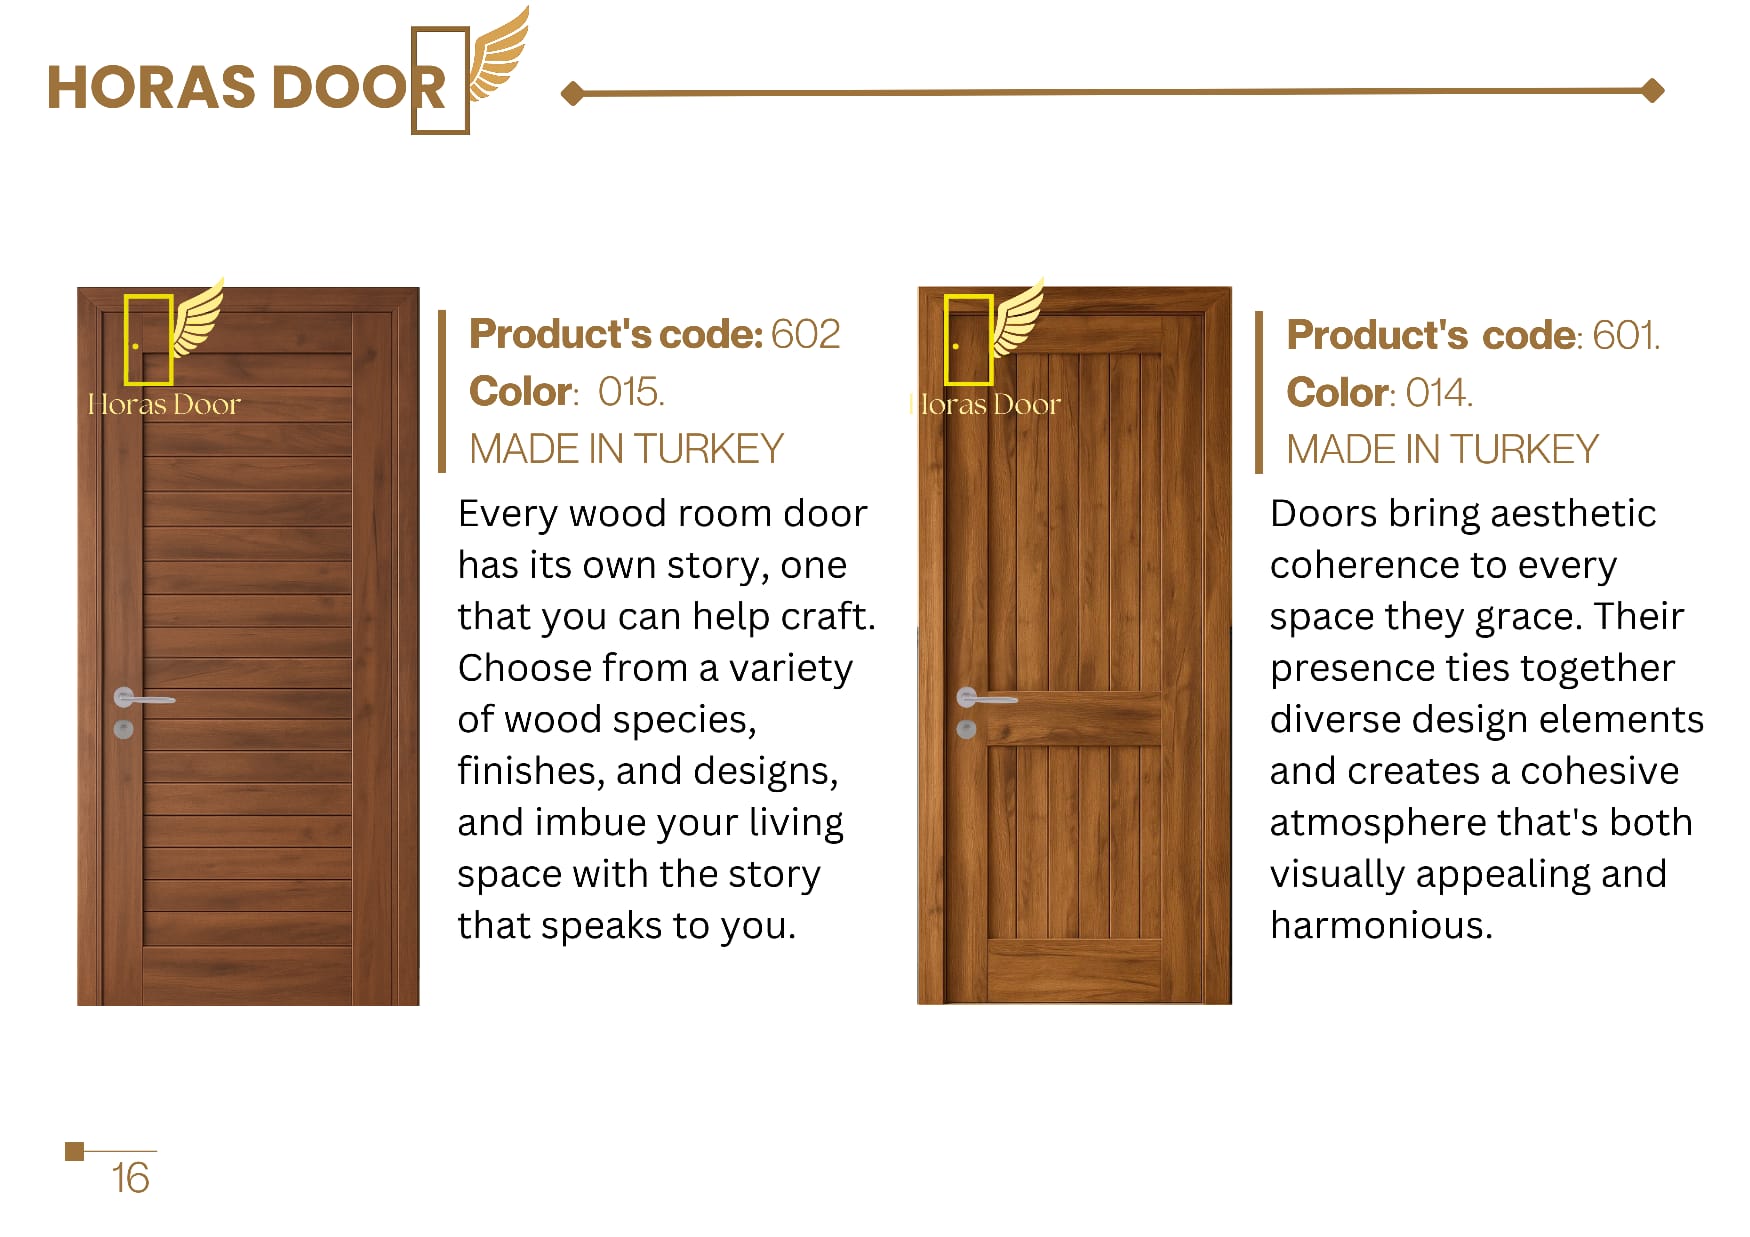 HORAS DOOR
Horas Door
Product's code: 602
Color: 015.
MADE IN TURKEY
Every wood room door
has its own story, one
that you can help craft.
Choose from a variety
of wood species,
finishes, and designs,
and imbue your living
space with the story
that speaks to you.
Horas Door
Product's code: 601.
Color: 014.
MADE IN TURKEY
Doors bring aesthetic
coherence to every
space they grace. Their
presence ties together
diverse design elements
and creates a cohesive
atmosphere that's both
visually appealing and
harmonious.
16